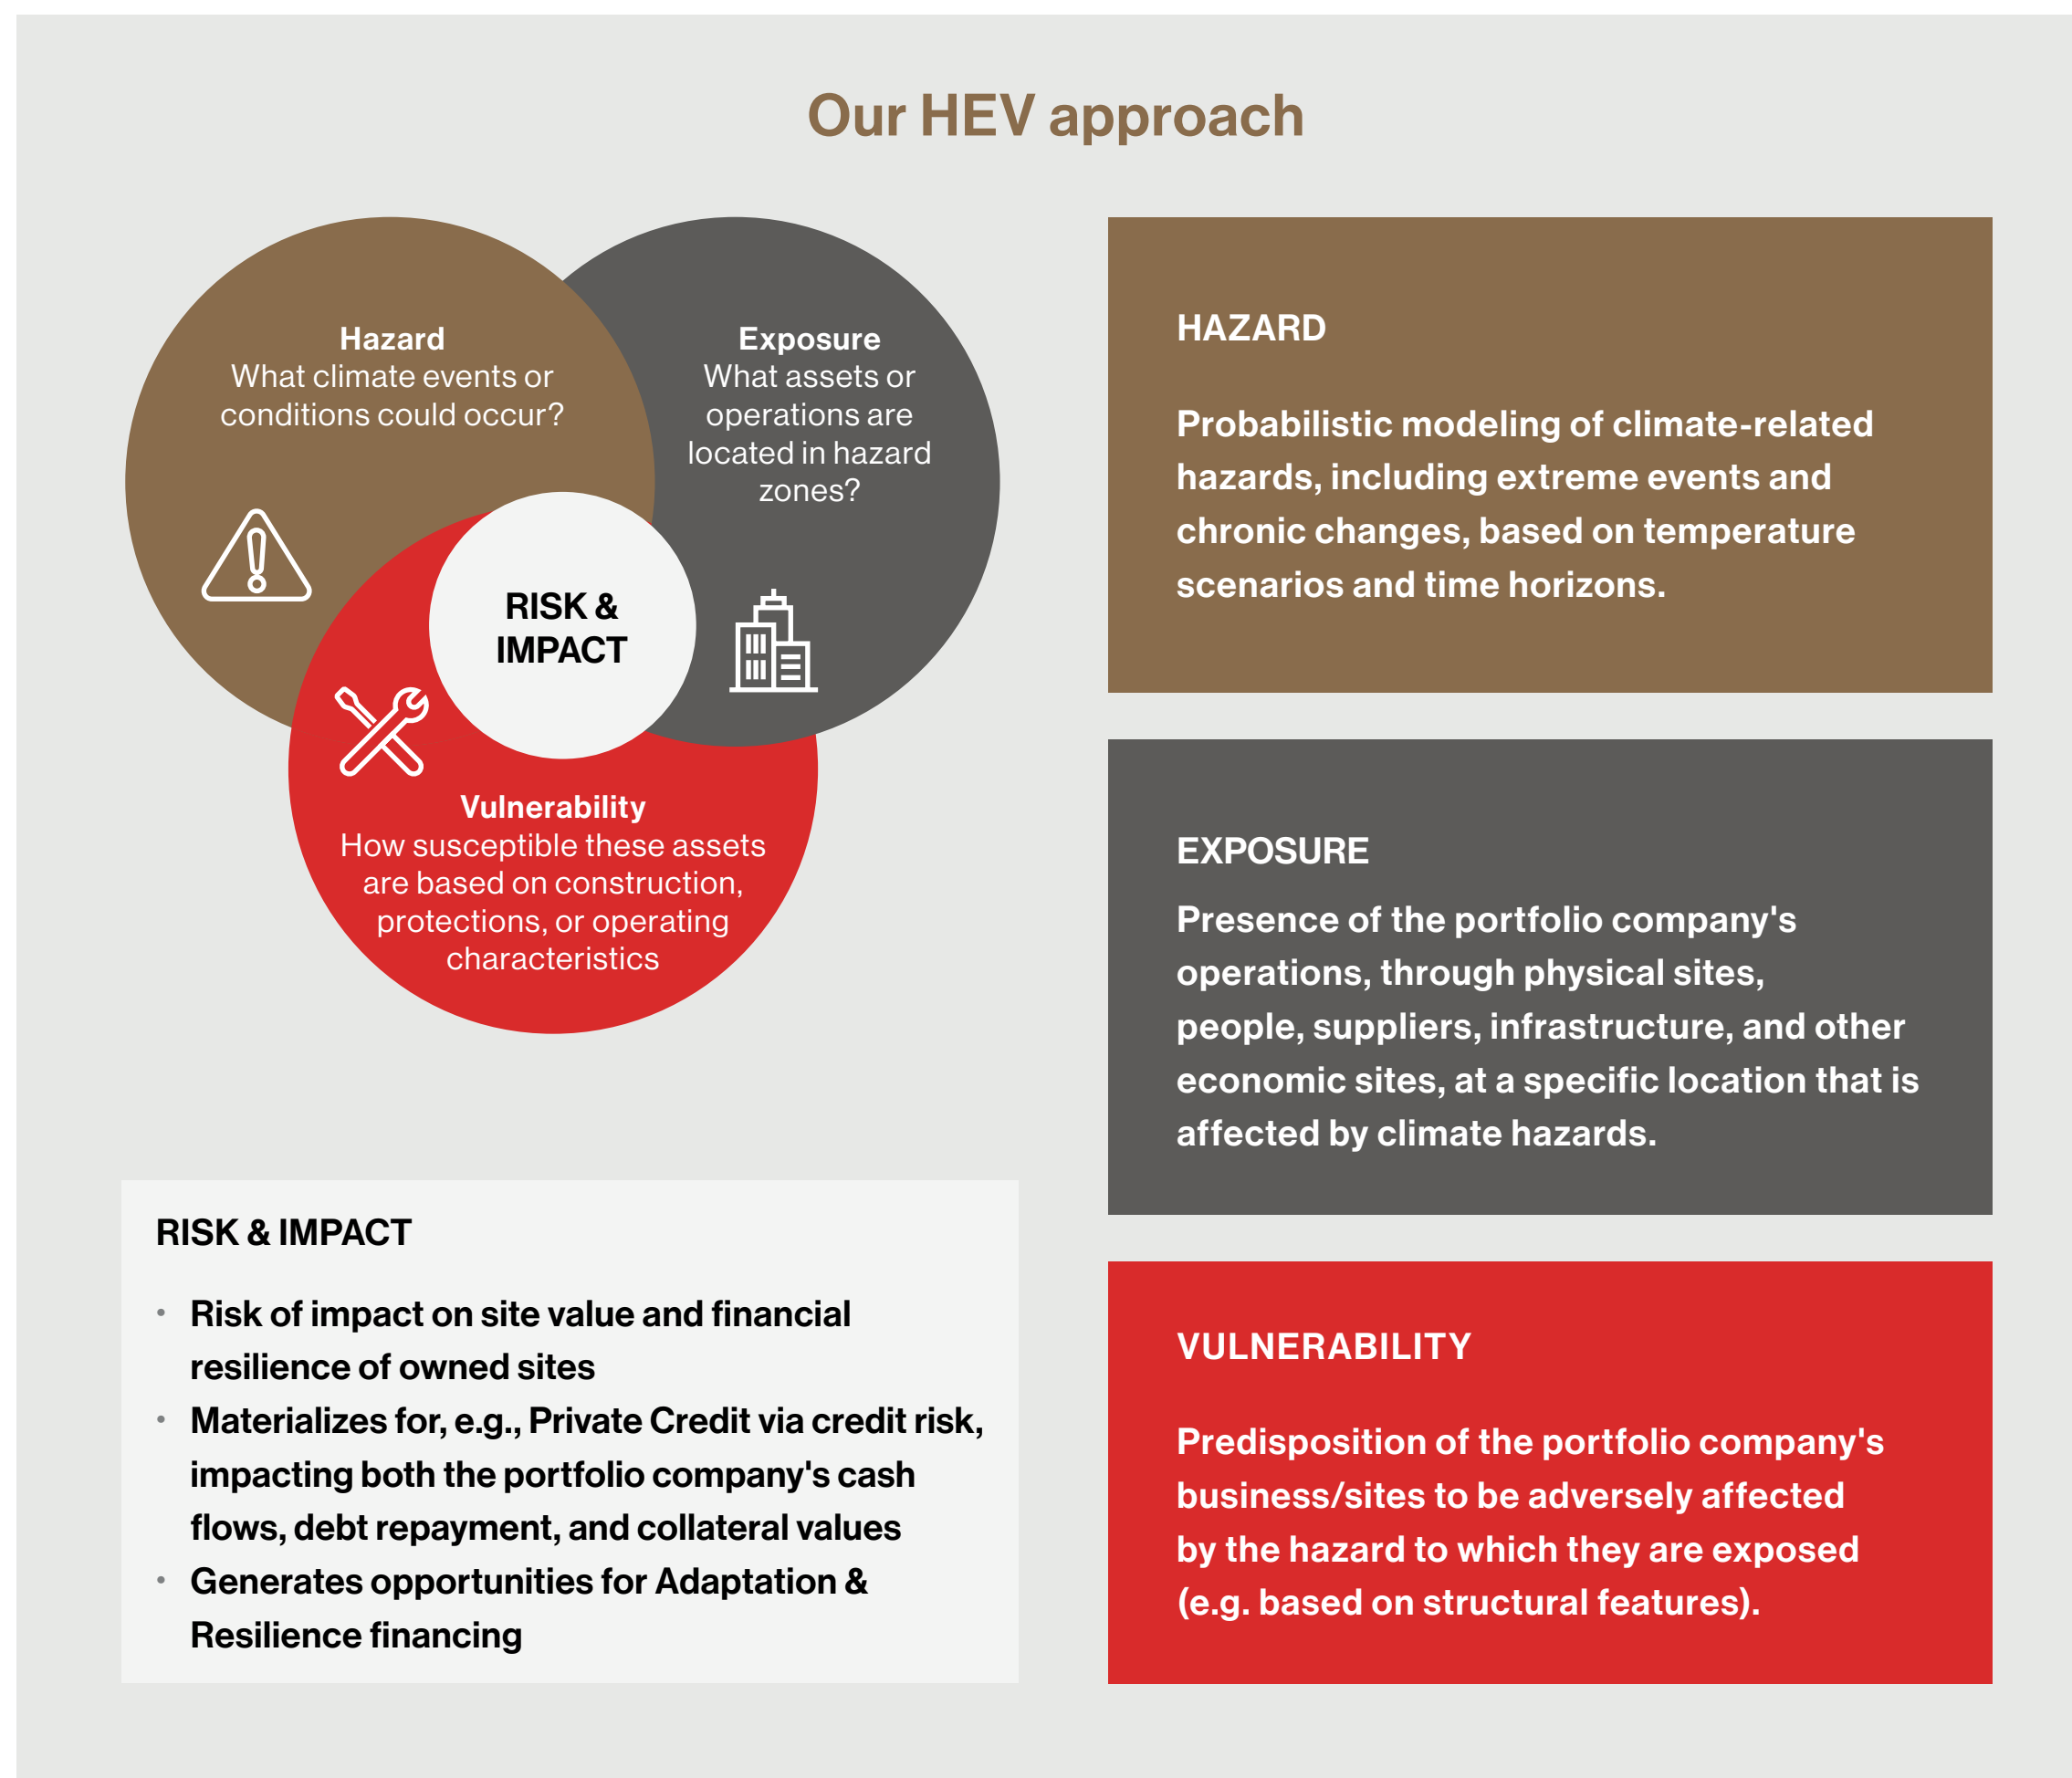 Our HEV approach
Hazard
What climate events or
conditions could occur?
Exposure
What assets or
operations are
located in hazard
zones?
RISK &
IMPACT
Vulnerability
How susceptible these assets
are based on construction,
protections, or operating
characteristics
RISK & IMPACT
• Risk of impact on site value and financial
resilience of owned sites
• Materializes for, e.g., Private Credit via credit risk,
impacting both the portfolio company's cash
flows, debt repayment, and collateral values
• Generates opportunities for Adaptation &
Resilience financing
HAZARD
Probabilistic modeling of climate-related
hazards, including extreme events and
chronic changes, based on temperature
scenarios and time horizons.
EXPOSURE
Presence of the portfolio company's
operations, through physical sites,
people, suppliers, infrastructure, and other
economic sites, at a specific location that is
affected by climate hazards.
VULNERABILITY
Predisposition of the portfolio company's
business/sites to be adversely affected
by the hazard to which they are exposed
(e.g. based on structural features).